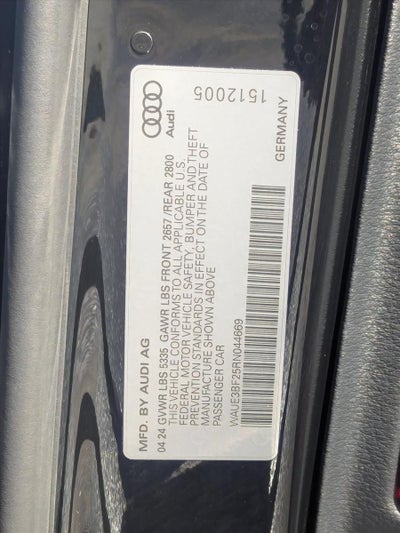 MFD. BY AUDI AG
04 24 GVWR LBS 5335 GAWR LBS FRONT 2657 /REAR 2800
THIS VEHICLE CONFORMS TO ALL APPLICABLE U.S.
FEDERAL MOTOR VEHICLE SAFETY, BUMPER AND THEFT
PREVENTION STANDARDS IN EFFECT ON THE DATE OF
MANUFACTURE SHOWN ABOVE
PASSENGER CAR
WAUE3BF25RN044669
Audi
1512005
GERMANY